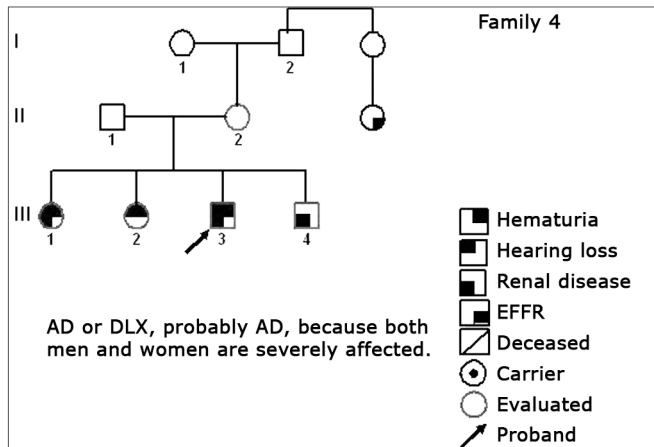 Family 4
I
1
2
II
1
2
III
1
2
3
4
Hematuria
Hearing loss
Renal disease
EFFR
Deceased
Carrier
Evaluated
Proband
AD or DLX, probably AD, because both
men and women are severely affected.